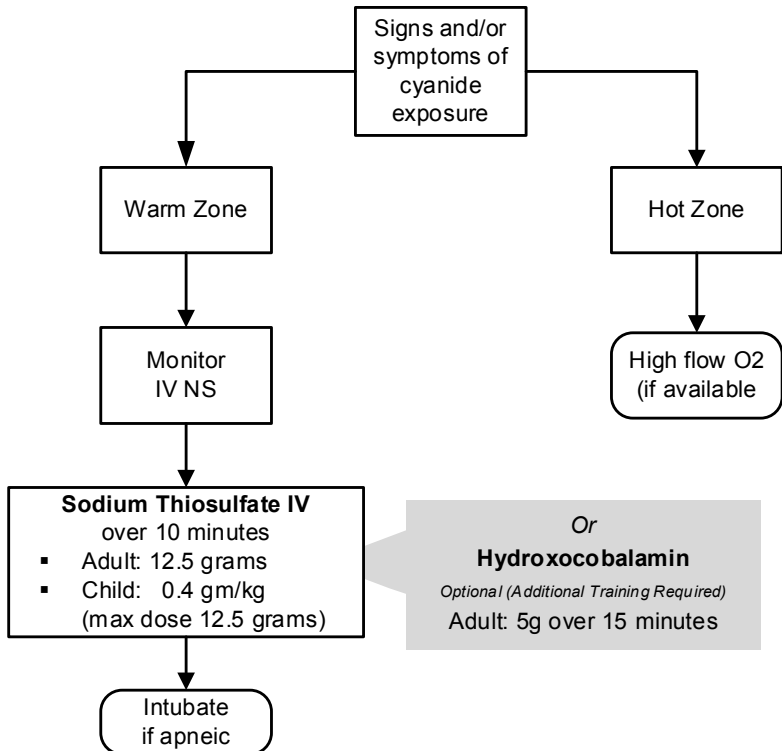 Signs and/or
symptoms of
cyanide
exposure
Warm Zone
Hot Zone
Monitor
IV NS
High flow O2
(if available
Sodium Thiosulfate IV
over 10 minutes
▪ Adult: 12.5 grams
▪ Child: 0.4 gm/kg
(max dose 12.5 grams)
Or
Hydroxocobalamin
Optional (Additional Training Required)
Adult: 5g over 15 minutes
Intubate
if apneic